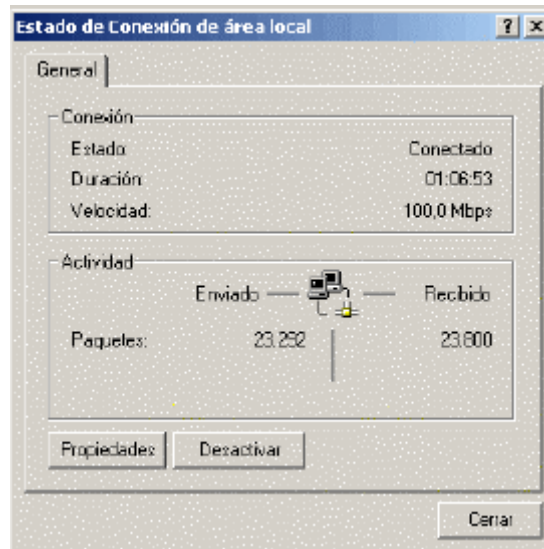 Estado de Conexión de área local
General
Conexión
Estado: Conectado
Duración: 01:06:53
Velocidad: 100,0 Mbps
Actividad
Enviado — — Recibido
Paquetes: 23.292 23.800
Propiedades Desactivar
Cerrar